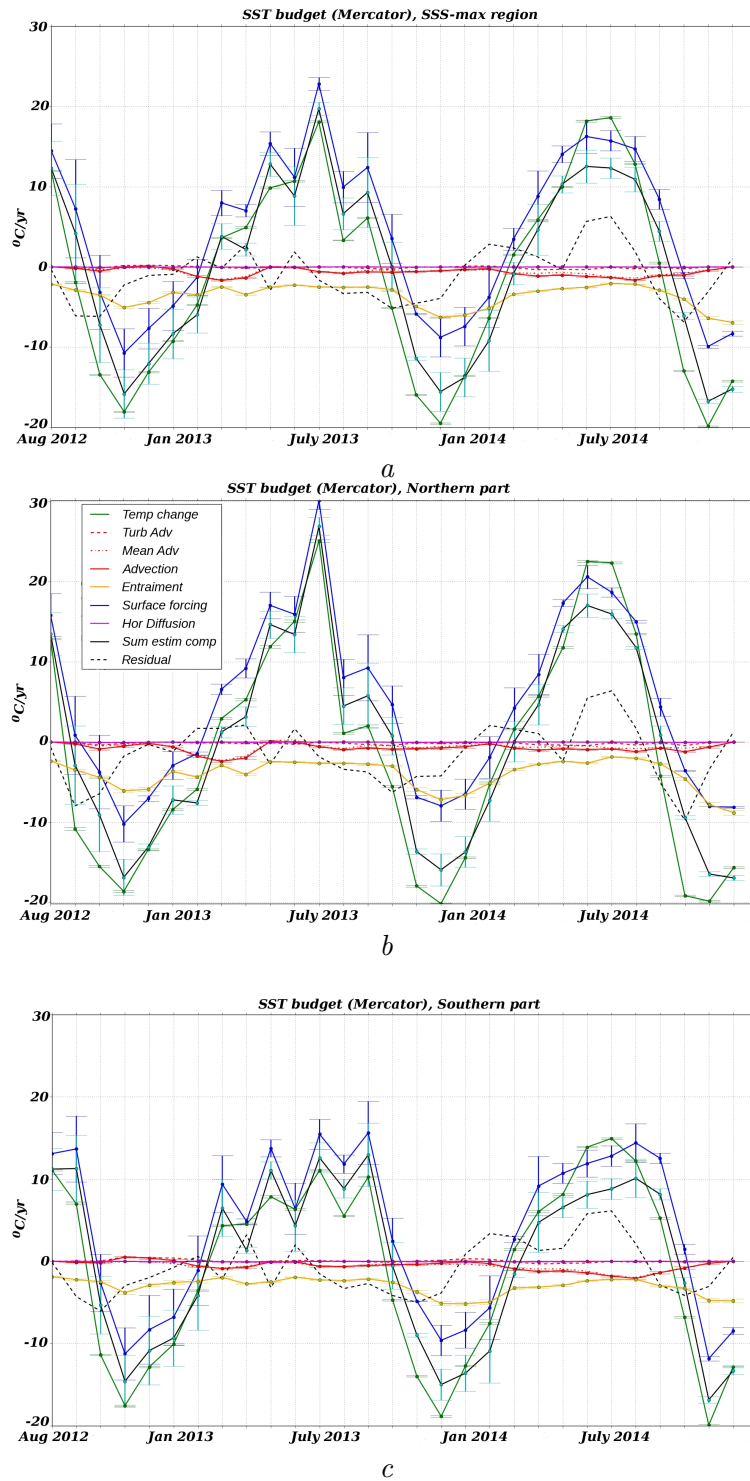 SST budget (Mercator), SSS-max region
30
20
10
0
-10
-20
⁰C/yr
Aug 2012 Jan 2013 July 2013 Jan 2014 July 2014
a
SST budget (Mercator), Northern part
30
20
10
0
-10
-20
⁰C/yr
Temp change
Turb Adv
Mean Adv
Advection
Entraiment
Surface forcing
Hor Diffusion
Sum estim comp
Residual
Aug 2012 Jan 2013 July 2013 Jan 2014 July 2014
b
SST budget (Mercator), Southern part
30
20
10
0
-10
-20
⁰C/yr
Aug 2012 Jan 2013 July 2013 Jan 2014 July 2014
c